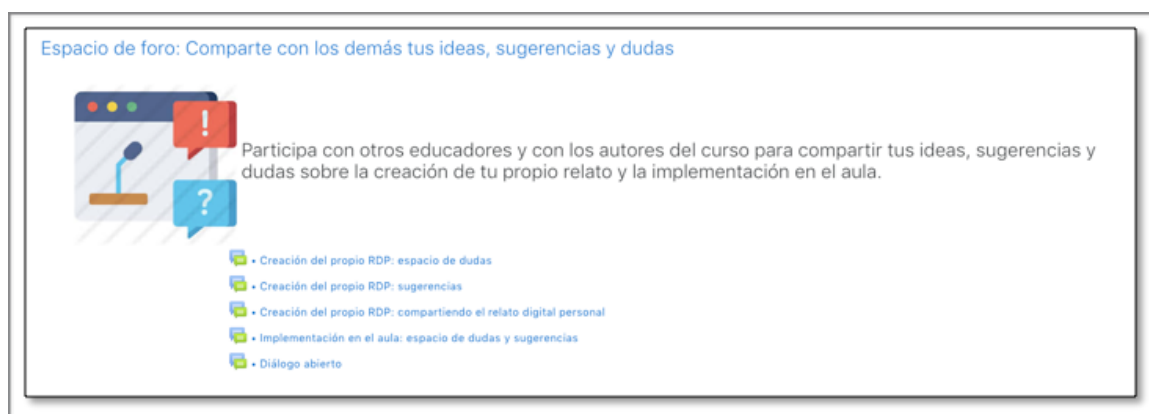 Espacio de foro: Comparte con los demás tus ideas, sugerencias y dudas
!
?
Participa con otros educadores y con los autores del curso para compartir tus ideas, sugerencias y
dudas sobre la creación de tu propio relato y la implementación en el aula.
• Creación del propio RDP: espacio de dudas
• Creación del propio RDP: sugerencias
• Creación del propio RDP: compartiendo el relato digital personal
• Implementación en el aula: espacio de dudas y sugerencias
• Diálogo abierto